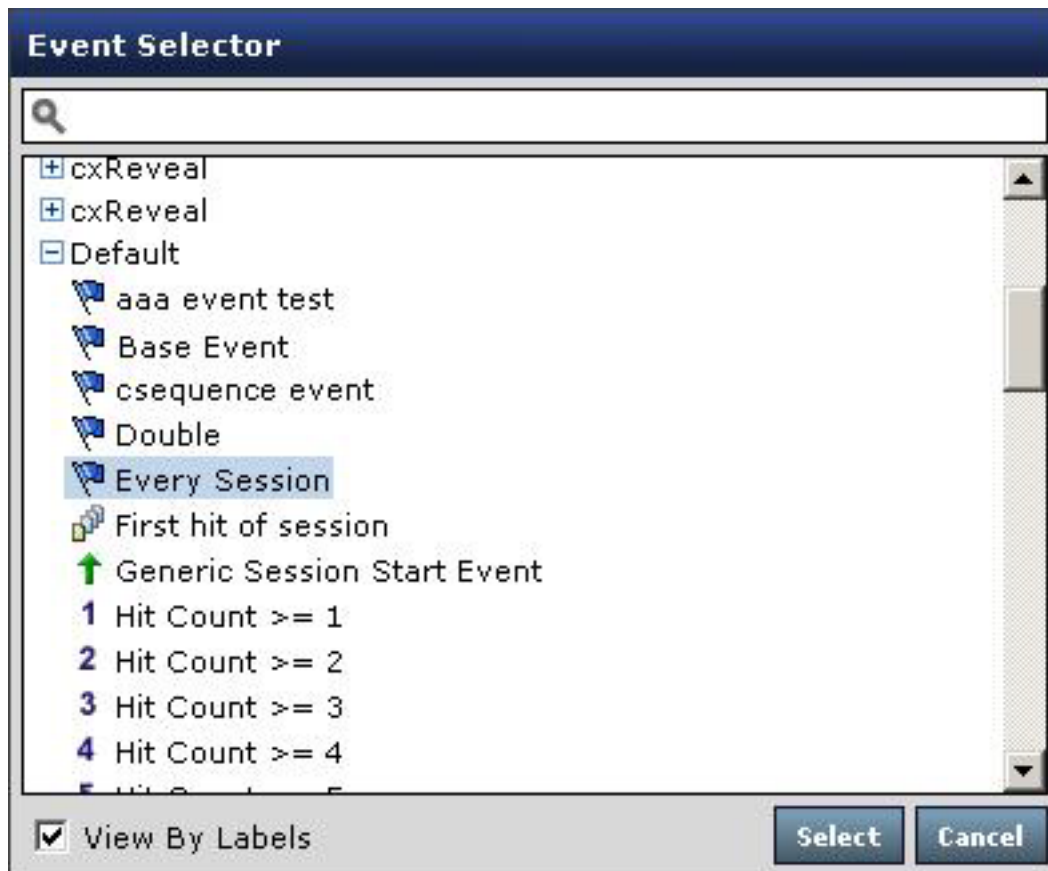 Event Selector
cxReveal
cxReveal
Default
aaa event test
Base Event
csequence event
Double
Every Session
First hit of session
Generic Session Start Event
1 Hit Count >= 1
2 Hit Count >= 2
3 Hit Count >= 3
4 Hit Count >= 4
View By Labels
Select
Cancel